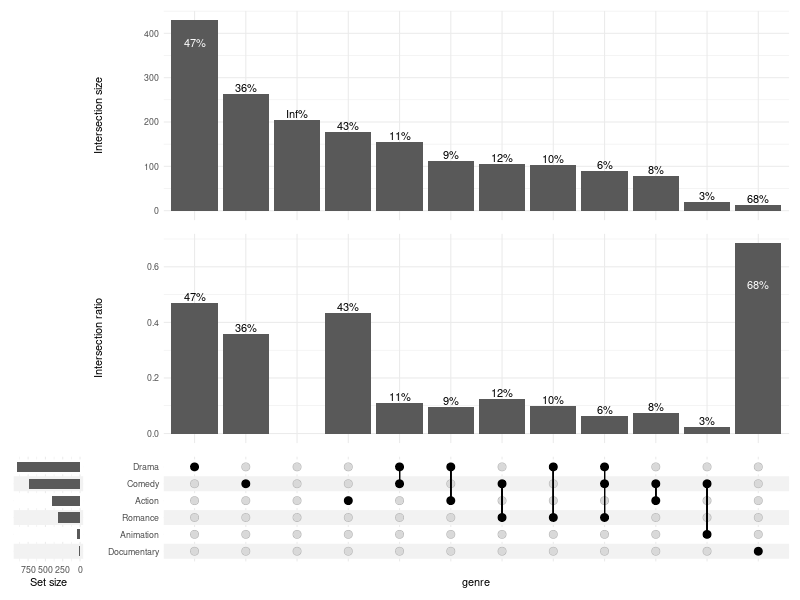 400
300
200
100
0
Intersection size
47%
36%
Inf%
43%
11%
9%
12%
10%
6%
8%
3%
68%
0.6
0.4
0.2
0.0
Intersection ratio
47%
36%
43%
11%
9%
12%
10%
6%
8%
3%
68%
Drama
Comedy
Action
Romance
Animation
Documentary
750 500 250 0
Set size
genre